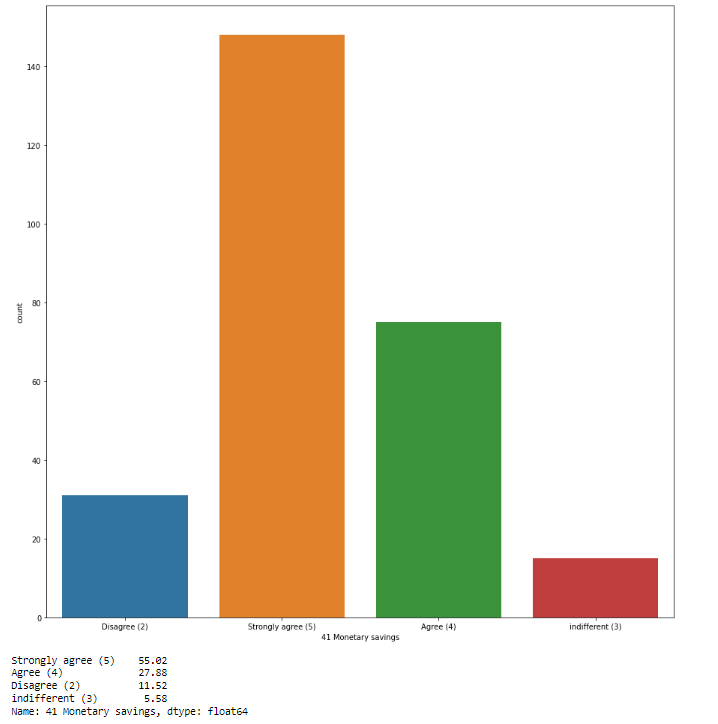 140
120
100
80
60
40
20
0
count
Disagree (2) Strongly agree (5) Agree (4) indifferent (3)
41 Monetary savings
Strongly agree (5) 55.02
Agree (4) 27.88
Disagree (2) 11.52
indifferent (3) 5.58
Name: 41 Monetary savings, dtype: float64